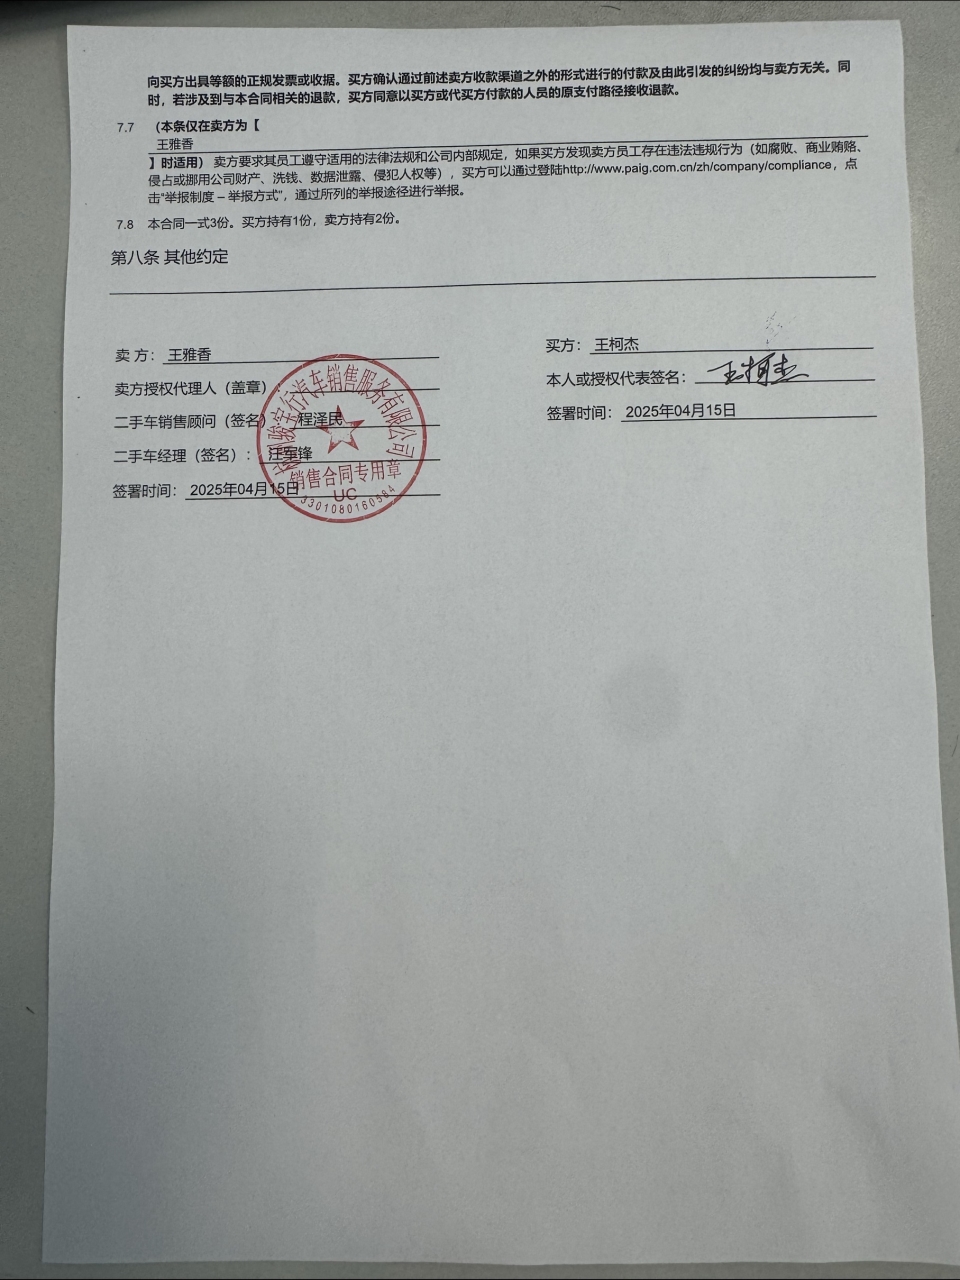 向买方出具等额的正规发票或收据。买方确认通过前述卖方收款渠道之外的形式进行的付款及由此引发的纠纷均与卖方无关。同
时，若涉及到与本合同相关的退款，买方同意以买方或代买方付款的人员的原支付路径接收退款。
7.7 （本条仅在卖方为【
王雅香
】时适用）卖方要求其员工遵守适用的法律法规和公司内部规定，如果买方发现卖方员工存在违法违规行为（如腐败、商业贿赂、
侵占或挪用公司财产、洗钱、数据泄露、侵犯人权等），买方可以通过登陆http://www.paig.com.cn/zh/company/compliance，点
击“举报制度 – 举报方式”，通过所列的举报途径进行举报。
7.8 本合同一式3份。买方持有1份，卖方持有2份。
第八条 其他约定
卖 方： 王雅香
卖方授权代理人（盖章）：
二手车销售顾问（签名） 程泽民
二手车经理（签名）： 汪军锋
签署时间： 2025年04月15日
买方： 王柯杰
本人或授权代表签名： 王柯杰
签署时间： 2025年04月15日
骏宝行汽车销售服务有限公司
销售合同专用章
UC